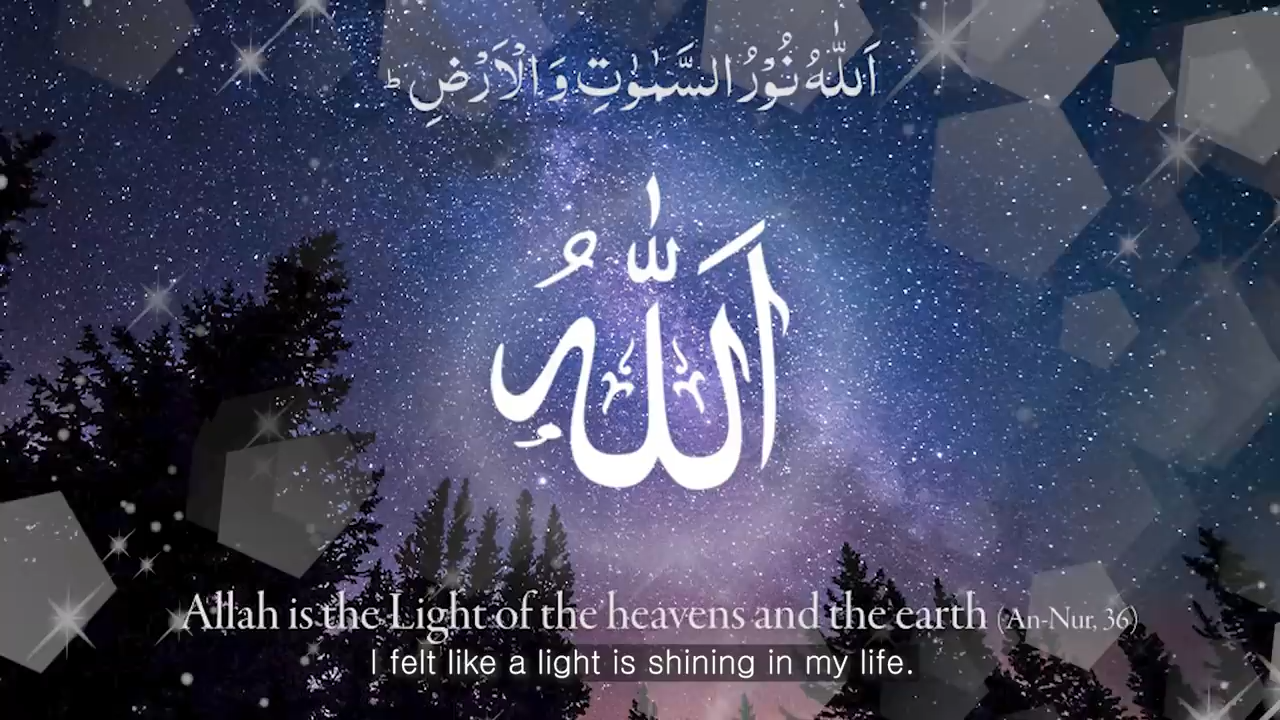 اَللّٰهُ نُوْرُ السَّمٰوٰتِ وَ الْاَرْضِ ؕ
اَللّٰهُ
Allah is the Light of the heavens and the earth (An-Nur, 36)
I felt like a light is shining in my life.